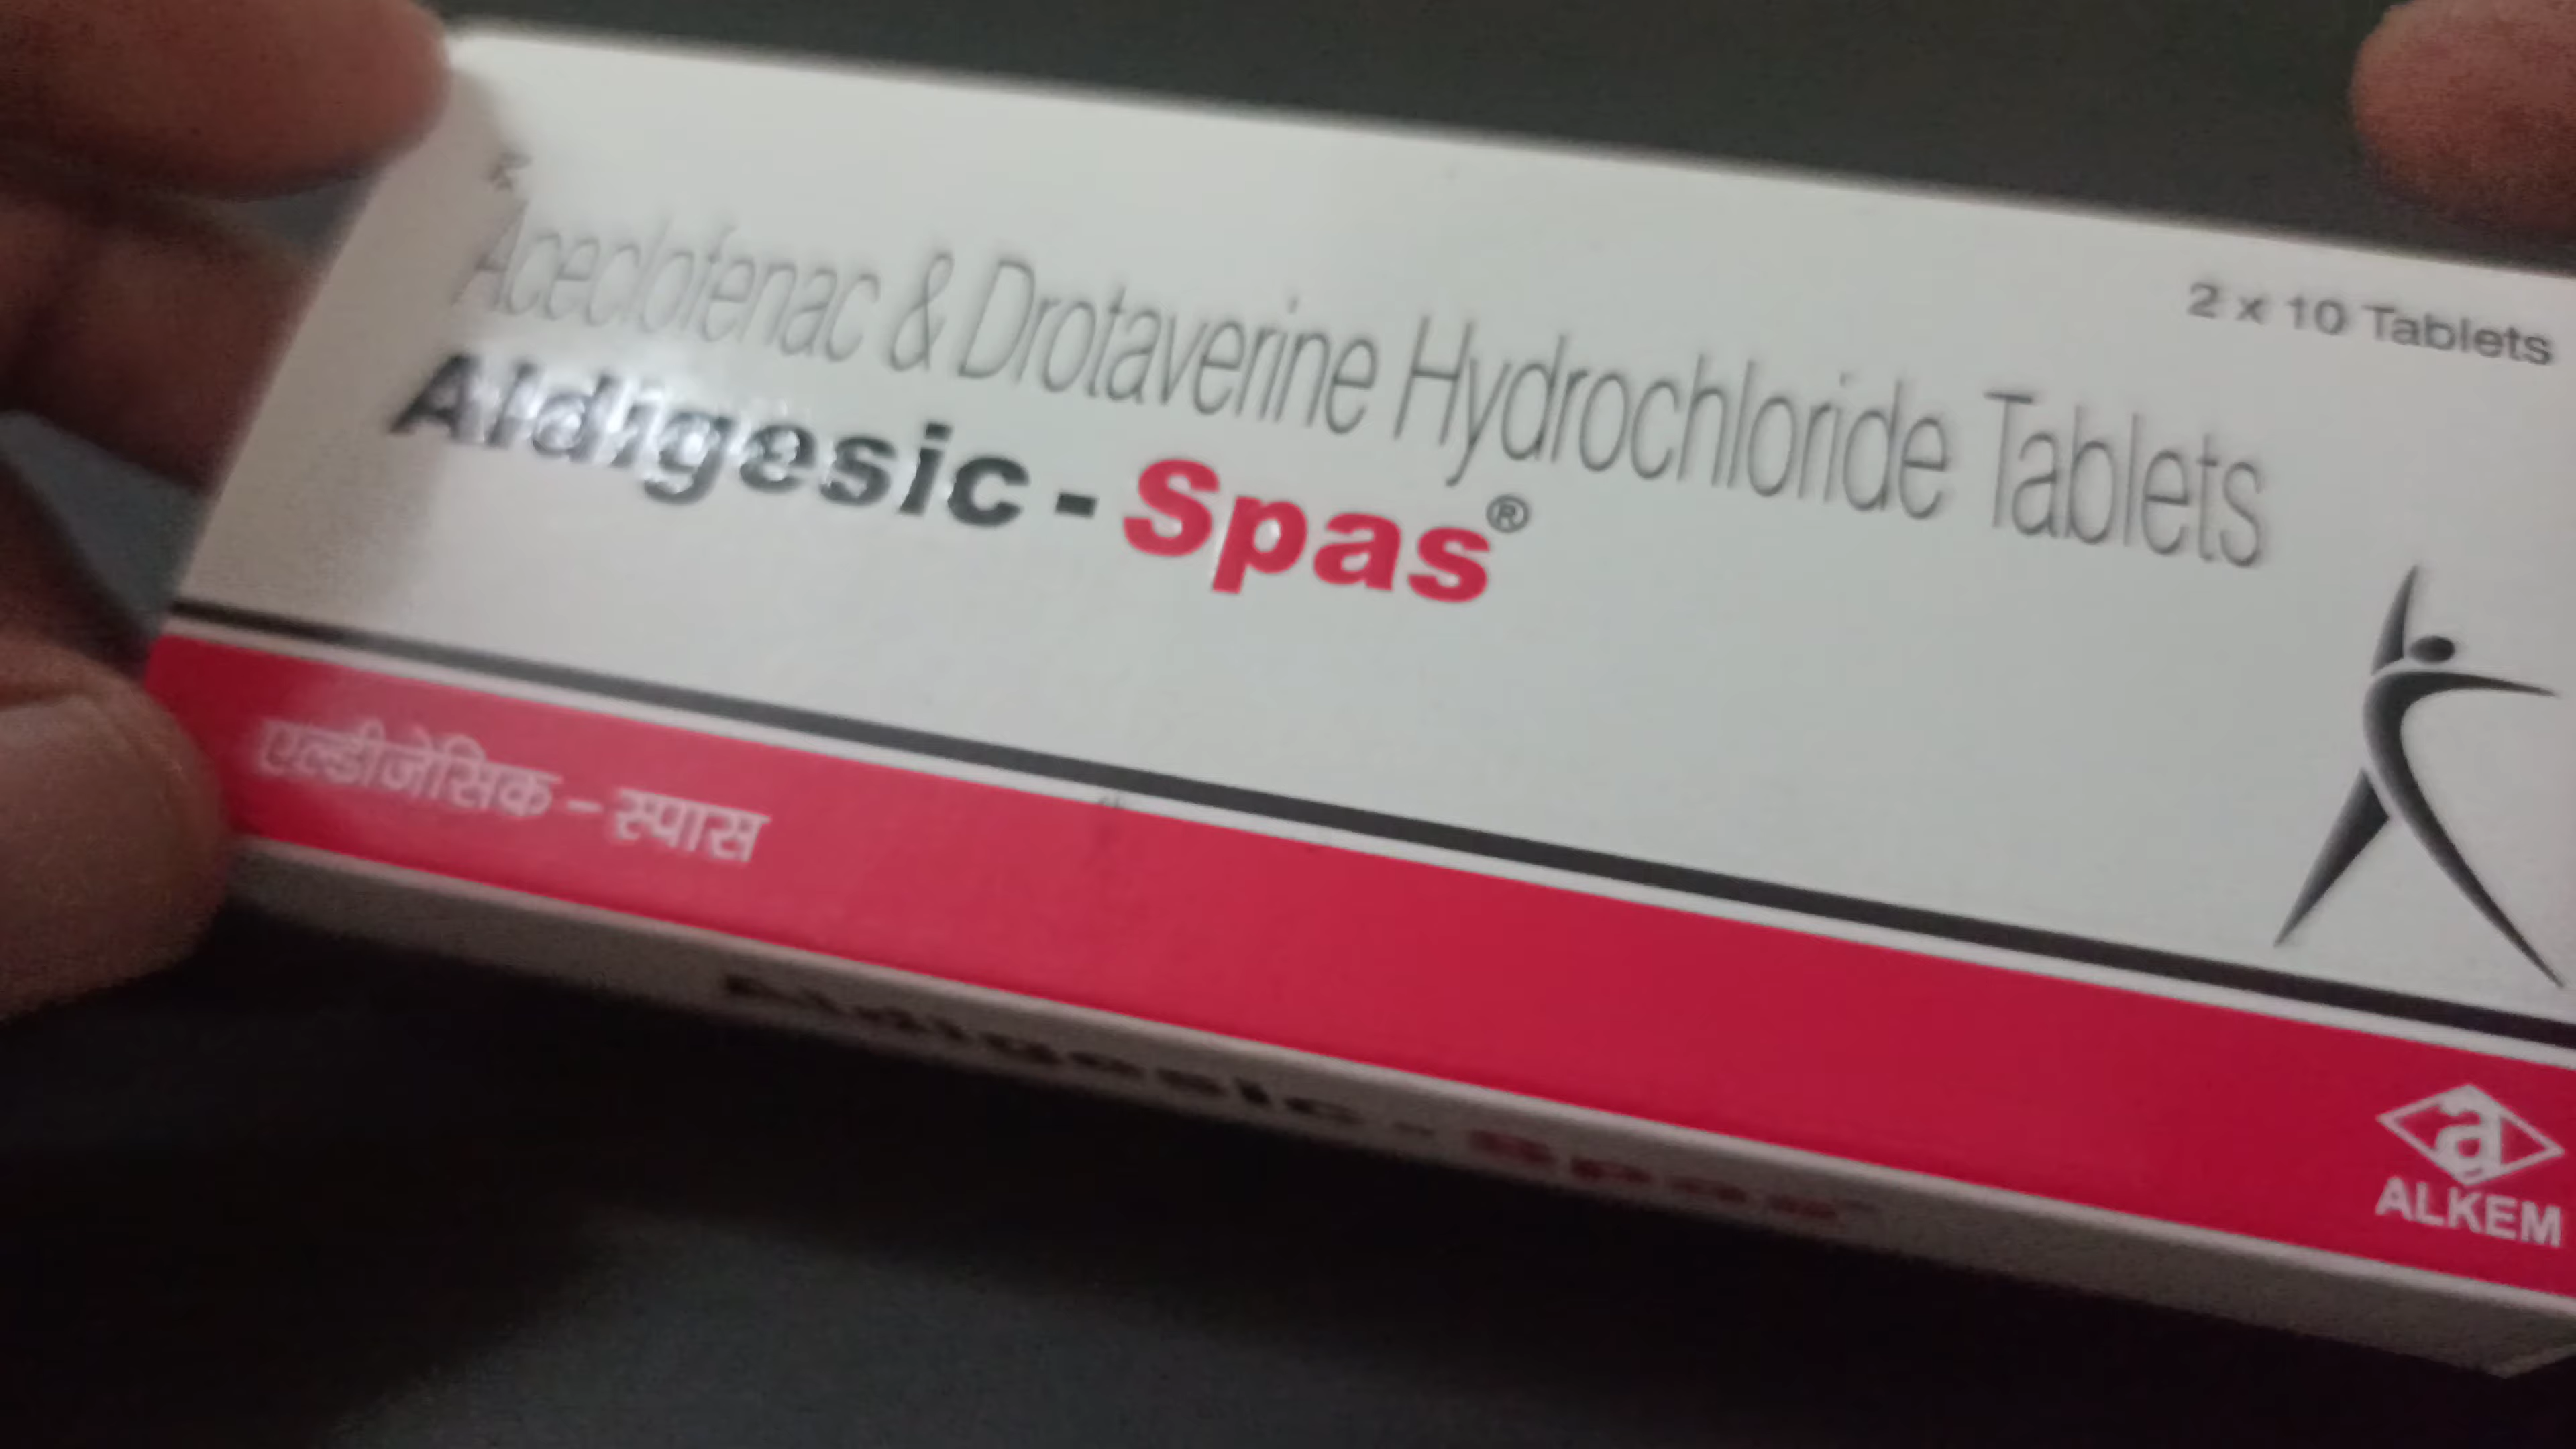 2 x 10 Tablets
Aceclofenac & Drotaverine Hydrochloride Tablets
Aldigesic - Spas®
एल्डीजेसिक - स्पास
a
ALKEM
Aldigesic - Spas